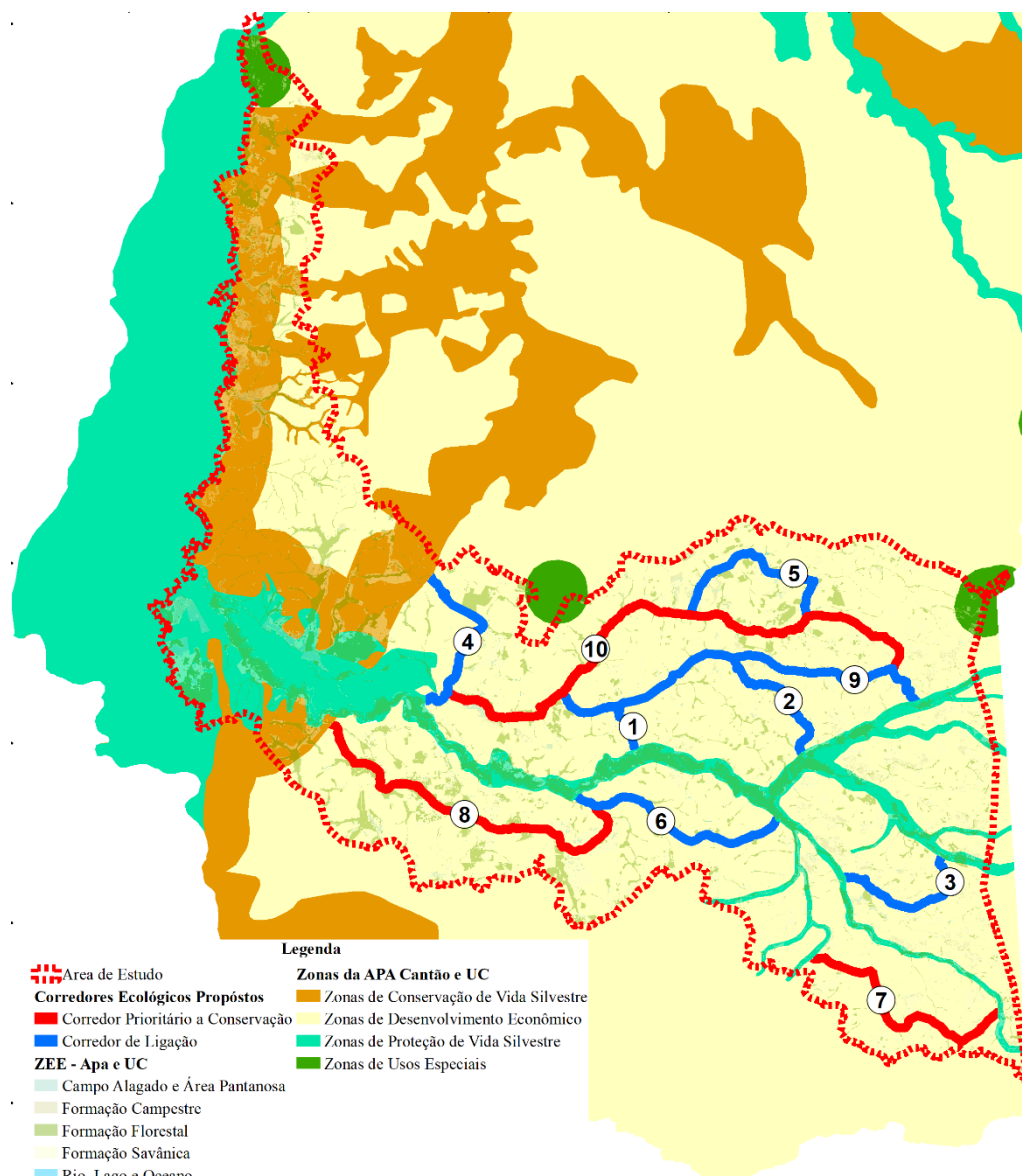 5
4
10
2
9
1
8
6
3
7
Legenda
Area de Estudo
Corredores Ecológicos Propóstos
Corredor Prioritário a Conservação
Corredor de Ligação
ZEE - Apa e UC
Campo Alagado e Área Pantanosa
Formação Campestre
Formação Florestal
Formação Savânica
Rio, Lago e Oceano
Zonas da APA Cantão e UC
Zonas de Conservação de Vida Silvestre
Zonas de Desenvolvimento Econômico
Zonas de Proteção de Vida Silvestre
Zonas de Usos Especiais